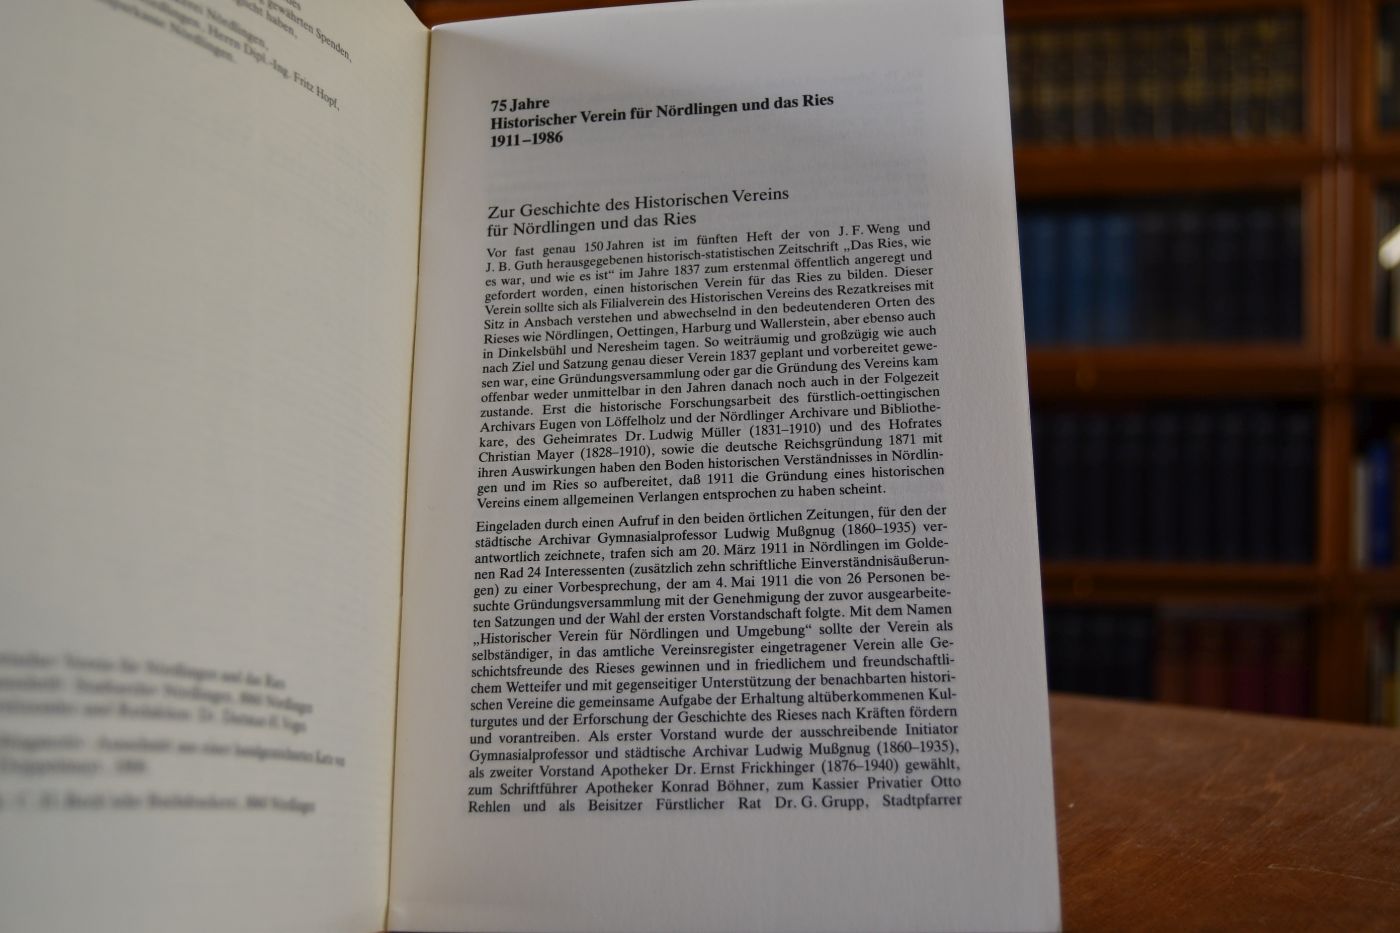 gewährten Spenden,
glicht haben,
Nördlingen,
Nördlingen, Herrn Dipl.-Ing. Fritz Hopf,
Nördlingen.
75 Jahre
Historischer Verein für Nördlingen und das Ries
1911–1986
Zur Geschichte des Historischen Vereins
für Nördlingen und das Ries
Vor fast genau 150 Jahren ist im fünften Heft der von J. F. Weng und
J. B. Guth herausgegebenen historisch-statistischen Zeitschrift „Das Ries, wie
es war, und wie es ist“ im Jahre 1837 zum erstenmal öffentlich angeregt und
gefordert worden, einen historischen Verein für das Ries zu bilden. Dieser
Verein sollte sich als Filialverein des Historischen Vereins des Rezatkreises mit
Sitz in Ansbach verstehen und abwechselnd in den bedeutenderen Orten des
Rieses wie Nördlingen, Oettingen, Harburg und Wallerstein, aber ebenso auch
in Dinkelsbühl und Neresheim tagen. So weiträumig und großzügig wie auch
nach Ziel und Satzung genau dieser Verein 1837 geplant und vorbereitet gewe-
sen war, eine Gründungsversammlung oder gar die Gründung des Vereins kam
offenbar weder unmittelbar in den Jahren danach noch auch in der Folgezeit
zustande. Erst die historische Forschungsarbeit des fürstlich-oettingischen
Archivars Eugen von Löffelholz und der Nördlinger Archivare und Bibliothe-
kare, des Geheimrates Dr. Ludwig Müller (1831–1910) und des Hofrates
Christian Mayer (1828–1910), sowie die deutsche Reichsgründung 1871 mit
ihren Auswirkungen haben den Boden historischen Verständnisses in Nördlin-
gen und im Ries so aufbereitet, daß 1911 die Gründung eines historischen
Vereins einem allgemeinen Verlangen entsprochen zu haben scheint.
Eingeladen durch einen Aufruf in den beiden örtlichen Zeitungen, für den der
städtische Archivar Gymnasialprofessor Ludwig Mußgnug (1860–1935) ver-
antwortlich zeichnete, trafen sich am 20. März 1911 in Nördlingen im Golde-
nen Rad 24 Interessenten (zusätzlich zehn schriftliche Einverständnisäußerun-
gen) zu einer Vorbesprechung, der am 4. Mai 1911 die von 26 Personen be-
suchte Gründungsversammlung mit der Genehmigung der zuvor ausgearbeite-
ten Satzungen und der Wahl der ersten Vorstandschaft folgte. Mit dem Namen
„Historischer Verein für Nördlingen und Umgebung“ sollte der Verein als
selbständiger, in das amtliche Vereinsregister eingetragener Verein alle Ge-
schichtsfreunde des Rieses gewinnen und in friedlichem und freundschaftli-
chem Wetteifer und mit gegenseitiger Unterstützung der benachbarten histori-
schen Vereine die gemeinsame Aufgabe der Erhaltung altüberkommenen Kul-
turgutes und der Erforschung der Geschichte des Rieses nach Kräften fördern
und vorantreiben. Als erster Vorstand wurde der ausschreibende Initiator
Gymnasialprofessor und städtische Archivar Ludwig Mußgnug (1860–1935),
als zweiter Vorstand Apotheker Dr. Ernst Frickhinger (1876–1940) gewählt,
zum Schriftführer Apotheker Konrad Böhner, zum Kassier Privatier Otto
Rehlen und als Beisitzer Fürstlicher Rat Dr. G. Grupp, Stadtpfarrer